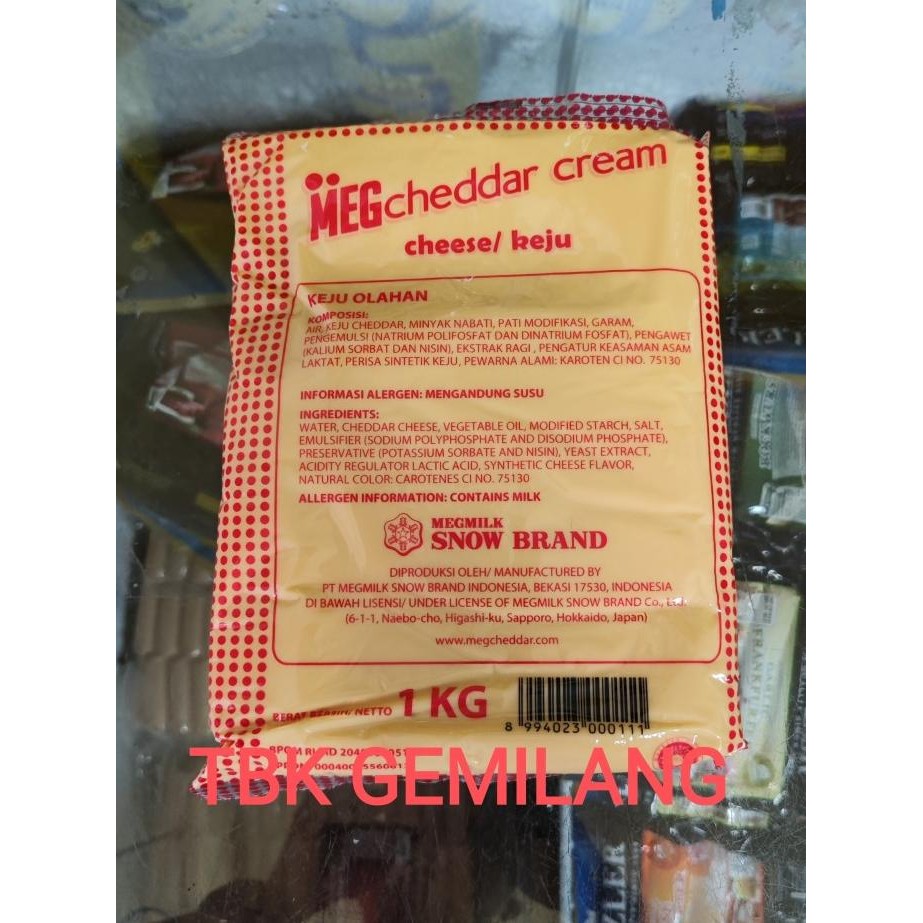 MEGcheddar cream
cheese/ keju
KEJU OLAHAN
KOMPOSISI:
AIR, KEJU CHEDDAR, MINYAK NABATI, PATI MODIFIKASI, GARAM,
PENGEMULSI (NATRIUM POLIFOSFAT DAN DINATRIUM FOSFAT), PENGAWET
(KALIUM SORBAT DAN NISIN), EKSTRAK RAGI , PENGATUR KEASAMAN ASAM
LAKTAT, PERISA SINTETIK KEJU, PEWARNA ALAMI: KAROTEN CI NO. 75130
INFORMASI ALERGEN: MENGANDUNG SUSU
INGREDIENTS:
WATER, CHEDDAR CHEESE, VEGETABLE OIL, MODIFIED STARCH, SALT,
EMULSIFIER (SODIUM POLYPHOSPHATE AND DISODIUM PHOSPHATE),
PRESERVATIVE (POTASSIUM SORBATE AND NISIN), YEAST EXTRACT,
ACIDITY REGULATOR LACTIC ACID, SYNTHETIC CHEESE FLAVOR,
NATURAL COLOR: CAROTENES CI NO. 75130
ALLERGEN INFORMATION: CONTAINS MILK
MEGMILK
SNOW BRAND
DIPRODUKSI OLEH/ MANUFACTURED BY
PT MEGMILK SNOW BRAND INDONESIA, BEKASI 17530, INDONESIA
DI BAWAH LISENSI/ UNDER LICENSE OF MEGMILK SNOW BRAND Co., Ltd.
(6-1-1, Naebo-cho, Higashi-ku, Sapporo, Hokkaido, Japan)
www.megcheddar.com
BERAT BERSIH/ NETTO 1 KG
8 994023 000111
BPOM RI MD
TBK GEMILANG